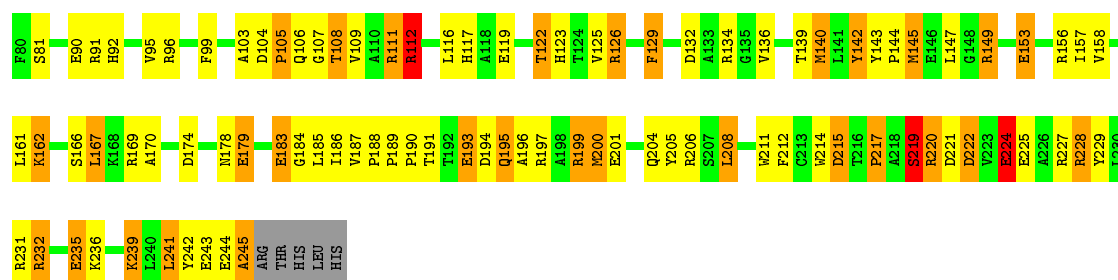 F80 S81 E90 R91 H92 V95 R96 F99 A103 D104 P105 Q106 G107 T108 V109 A110 R111 R112 L116 H117 A118 E119 T122 H123 T124 V125 R126 F129 D132 A133 R134 G135 V136 T139 M140 L141 Y142 Y143 P144 M145 E146 L147 G148 R149 E153 R156 I157 V158
L161 K162 S166 L167 K168 R169 A170 D174 N178 E179 E183 G184 L185 I186 V187 P188 P189 P190 T191 T192 E193 D194 Q195 A196 R197 A198 R199 M200 E201 Q204 Y205 R206 S207 L208 W211 F212 C213 W214 D215 T216 P217 A218 S219 R220 D221 D222 V223 E224 E225 A226 R227 R228 Y229 L230
R231 R232 E235 K236 K239 L240 L241 Y242 E243 E244 A245 ARG THR HIS LEU HIS